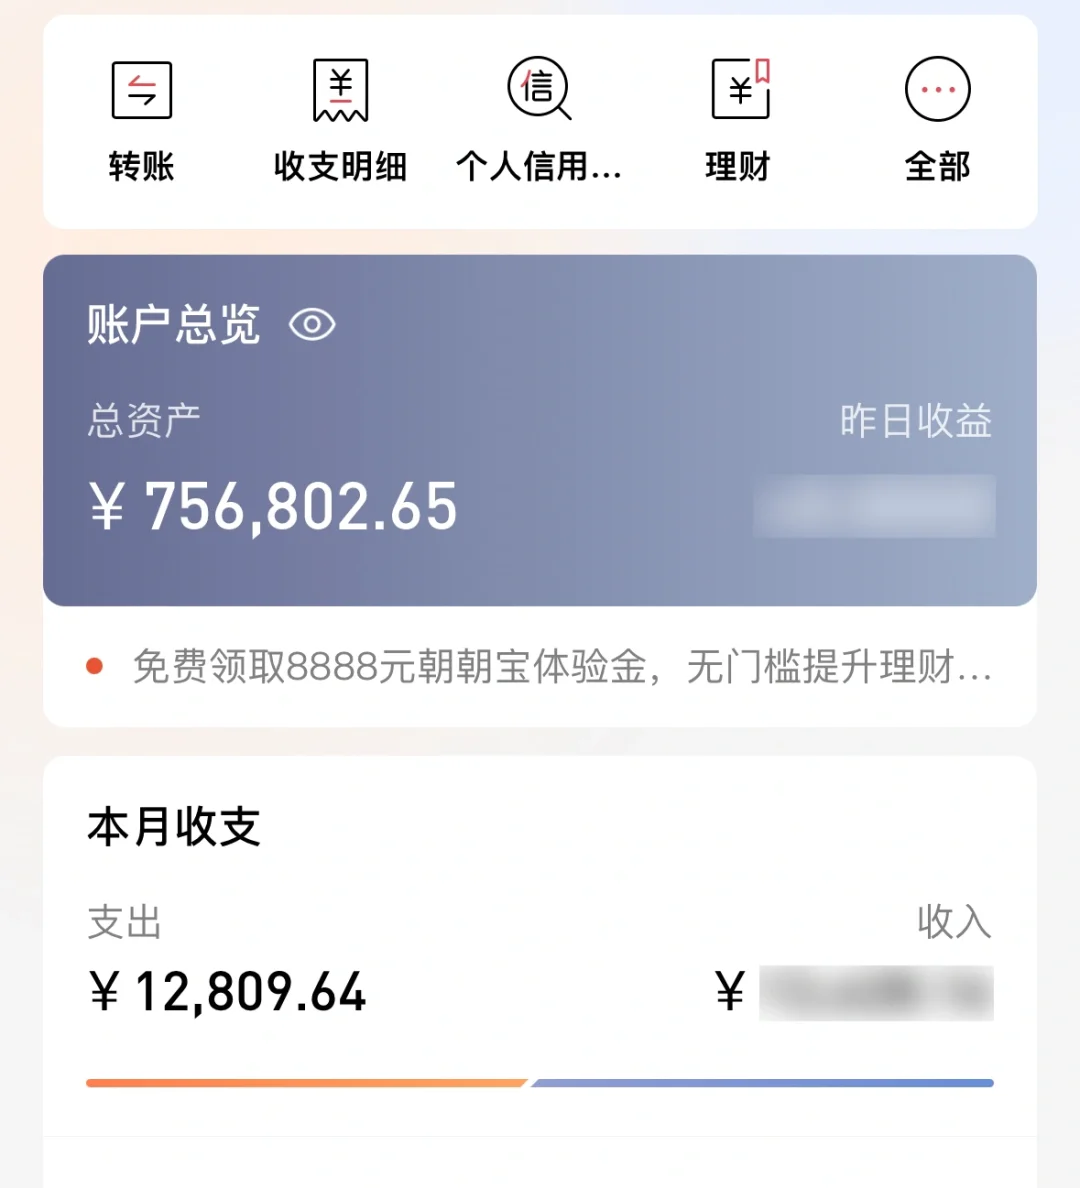 转账 收支明细 个人信用... 理财 全部
账户总览
总资产 昨日收益
¥ 756,802.65
免费领取8888元朝朝宝体验金，无门槛提升理财...
本月收支
支出 收入
¥ 12,809.64 ¥